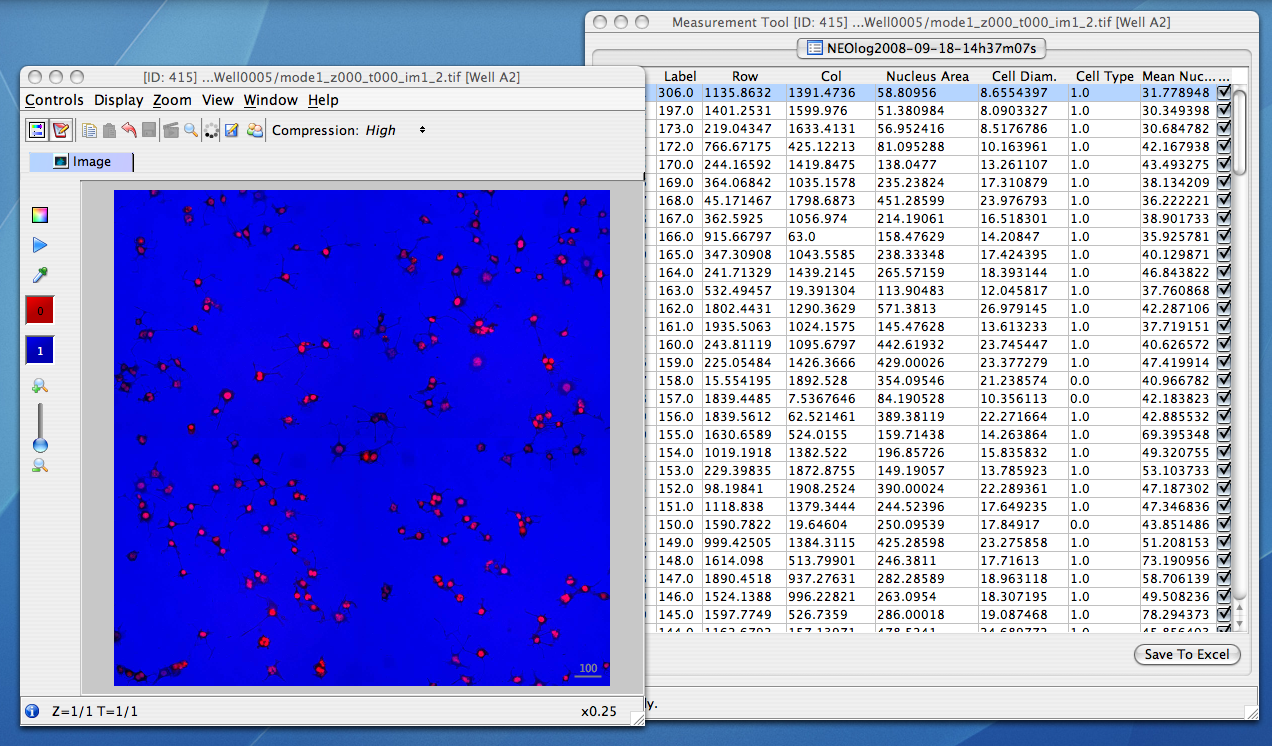 Measurement Tool [ID: 415] ...Well0005/mode1_z000_t000_im1_2.tif [Well A2]
NEOlog2008-09-18-14h37m07s
Label Row Col Nucleus Area Cell Diam. Cell Type Mean Nuc... ...
306.0 1135.8632 1391.4736 58.80956 8.6554397 1.0 31.778948
197.0 1401.2531 1599.976 51.380984 8.0903327 1.0 30.349398
173.0 219.04347 1633.4131 56.952416 8.5176786 1.0 30.684782
172.0 766.67175 425.12213 81.095288 10.163961 1.0 42.167938
170.0 244.16592 1419.8475 138.0477 13.261107 1.0 43.493275
169.0 364.06842 1035.1578 235.23824 17.310879 1.0 38.134209
168.0 45.171467 1798.6873 451.28599 23.976793 1.0 36.222221
167.0 362.5925 1056.974 214.19061 16.518301 1.0 38.901733
166.0 915.66797 63.0 158.47629 14.20847 1.0 35.925781
165.0 347.30908 1043.5585 238.33348 17.424395 1.0 40.129871
164.0 241.71329 1439.2145 265.57159 18.393144 1.0 46.843822
163.0 532.49457 19.391304 113.90483 12.045817 1.0 37.760868
162.0 1802.4431 1290.3629 571.3813 26.979145 1.0 42.287106
161.0 1935.5063 1024.1575 145.47628 13.613233 1.0 37.719151
160.0 243.81119 1095.6797 442.61932 23.745447 1.0 40.626572
159.0 225.05484 1426.3666 429.00026 23.377279 1.0 47.419914
158.0 15.554195 1892.528 354.09546 21.238574 0.0 40.966782
157.0 1839.4485 7.5367646 84.190528 10.356113 0.0 42.183823
156.0 1839.5612 62.521461 389.38119 22.271664 1.0 42.885532
155.0 1630.6589 524.0155 159.71438 14.263864 1.0 69.395348
154.0 1019.1918 1382.522 196.85726 15.835832 1.0 49.320755
153.0 229.39835 1872.8755 149.19057 13.785923 1.0 53.103733
152.0 98.19841 1908.2524 390.00024 22.289361 1.0 47.187302
151.0 1118.838 1379.3444 244.52396 17.649235 1.0 47.346836
150.0 1590.7822 19.64604 250.09539 17.84917 0.0 43.851486
149.0 999.42505 1384.3115 425.28598 23.275858 1.0 51.208153
148.0 1614.098 513.79901 246.3811 17.71613 1.0 73.190956
147.0 1890.4518 937.27631 282.28589 18.963118 1.0 58.706139
146.0 1524.1388 996.22821 263.0954 18.307195 1.0 49.508236
145.0 1597.7749 526.7359 286.00018 19.087468 1.0 78.294373
Save To Excel
ly.
[ID: 415] ...Well0005/mode1_z000_t000_im1_2.tif [Well A2]
Controls Display Zoom View Window Help
Compression: High
Image
0
1
100
Z=1/1 T=1/1
x0.25